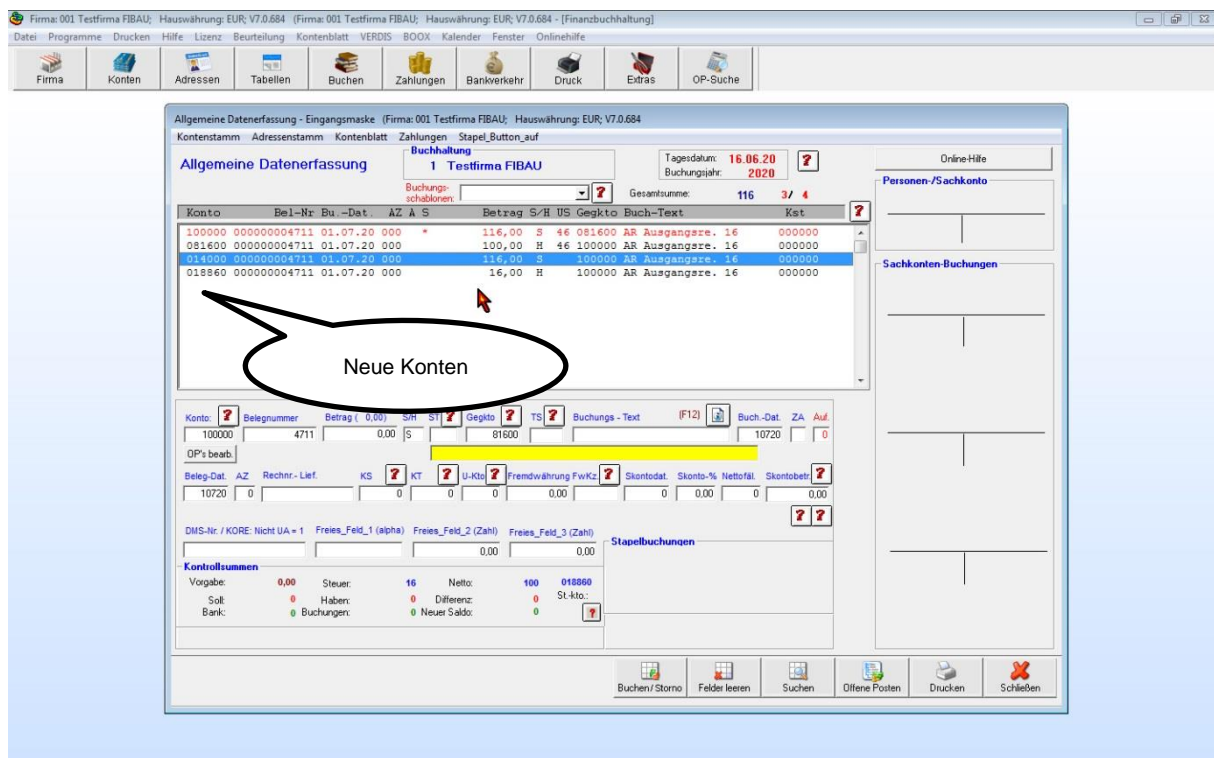 Firma: 001 Testfirma FIBAU; Hauswährung: EUR; V7.0.684 (Firma: 001 Testfirma FIBAU; Hauswährung: EUR; V7.0.684 - [Finanzbuchhaltung]
Datei Programme Drucken Hilfe Lizenz Beurteilung Kontenblatt VERDIS BOOX Kalender Fenster Onlinehilfe
Firma Konten Adressen Tabellen Buchen Zahlungen Bankverkehr Druck Extras OP-Suche
Allgemeine Datenerfassung - Eingangsmaske (Firma: 001 Testfirma FIBAU; Hauswährung: EUR; V7.0.684
Kontenstamm Adressenstamm Kontenblatt Zahlungen Stapel_Button_auf
Allgemeine Datenerfassung
Buchhaltung
1 Testfirma FIBAU
Tagesdatum: 16.06.20 ?
Buchungsjahr: 2020
Online-Hilfe
Buchungs-schablonen: ?
Gesamtsumme: 116 3/ 4
Personen-/Sachkonto
Konto Bel-Nr Bu.-Dat. AZ A S Betrag S/H US Gegkto Buch-Text Kst ?
100000 000000004711 01.07.20 000 * 116,00 S 46 081600 AR Ausgangsre. 16 000000
081600 000000004711 01.07.20 000 100,00 H 46 100000 AR Ausgangsre. 16 000000
014000 000000004711 01.07.20 000 116,00 S 100000 AR Ausgangsre. 16 000000
018860 000000004711 01.07.20 000 16,00 H 100000 AR Ausgangsre. 16 000000
Sachkonten-Buchungen
Neue Konten
Konto: ? Belegnummer Betrag ( 0,00) S/H ST ? Gegkto ? TS ? Buchungs - Text (F12) Buch.-Dat. ZA Auf.
100000 4711 0,00 S 81600 10720 0
OP's bearb.
Beleg-Dat. AZ Rechnr.- Lief. KS ? KT ? U-Kto ? Fremdwährung FwKz. ? Skontodat. Skonto-% Nettofäl. Skontobetr. ?
10720 0 0 0 0 0,00 0 0,00 0 0,00
? ?
DMS-Nr. / KORE: Nicht UA = 1 Freies_Feld_1 (alpha) Freies_Feld_2 (Zahl) Freies_Feld_3 (Zahl)
0,00 0,00
Stapelbuchungen
Kontrollsummen
Vorgabe: 0,00 Steuer: 16 Netto: 100 018860
Soll: 0 Haben: 0 Differenz: 0 St.-kto.:
Bank: 0 Buchungen: 0 Neuer Saldo: 0 ?
Buchen / Storno Felder leeren Suchen Offene Posten Drucken Schließen